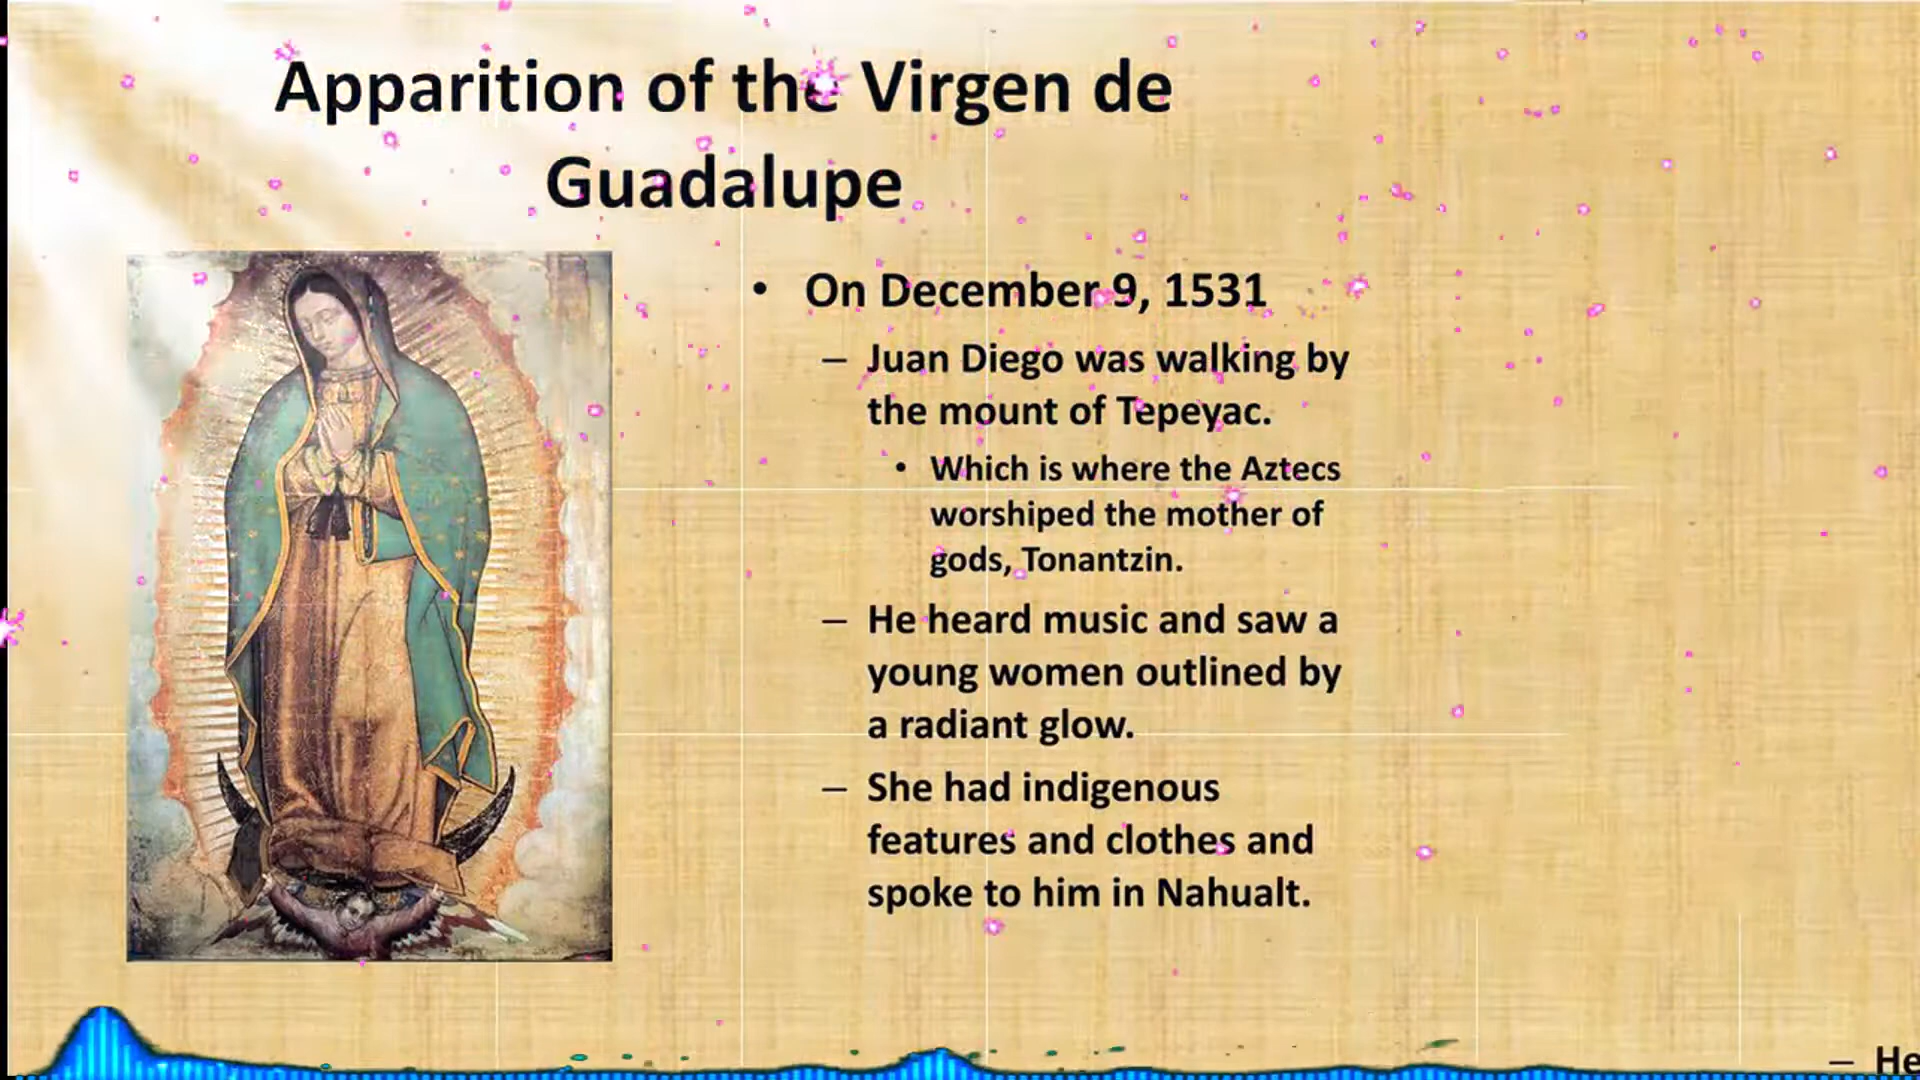 Apparition of the Virgen de
Guadalupe
• On December 9, 1531
– Juan Diego was walking by
the mount of Tepeyac.
• Which is where the Aztecs
worshiped the mother of
gods, Tonantzin.
– He heard music and saw a
young women outlined by
a radiant glow.
– She had indigenous
features and clothes and
spoke to him in Nahualt.
– He